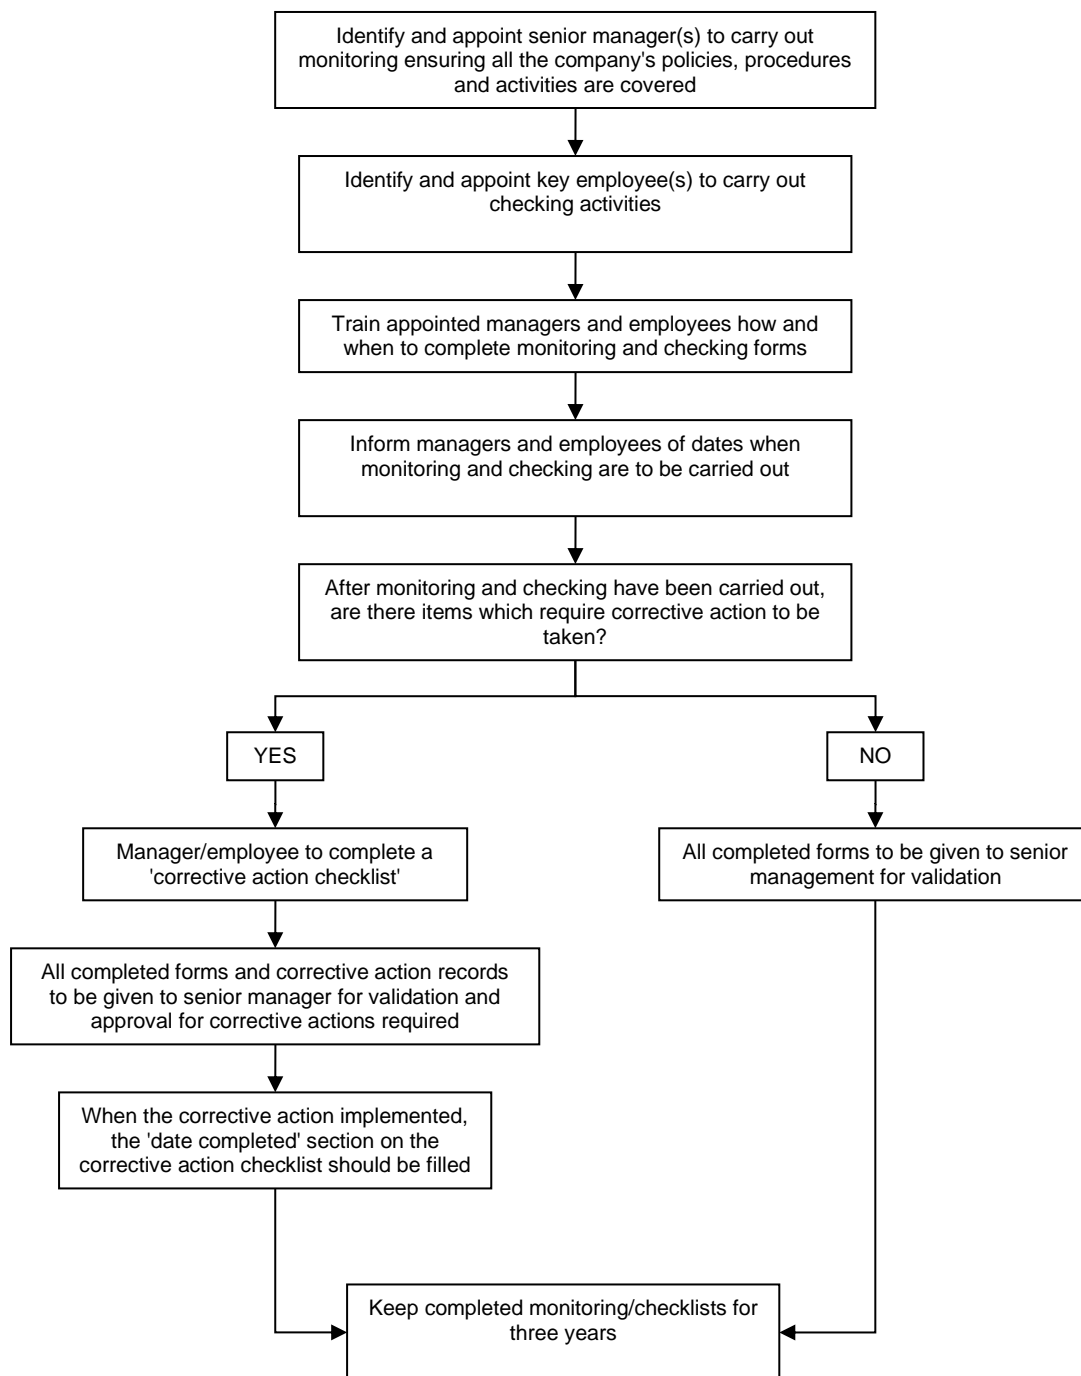 Identify and appoint senior manager(s) to carry out
monitoring ensuring all the company's policies, procedures
and activities are covered
Identify and appoint key employee(s) to carry out
checking activities
Train appointed managers and employees how and
when to complete monitoring and checking forms
Inform managers and employees of dates when
monitoring and checking are to be carried out
After monitoring and checking have been carried out,
are there items which require corrective action to be
taken?
YES
NO
Manager/employee to complete a
'corrective action checklist'
All completed forms to be given to senior
management for validation
All completed forms and corrective action records
to be given to senior manager for validation and
approval for corrective actions required
When the corrective action implemented,
the 'date completed' section on the
corrective action checklist should be filled
Keep completed monitoring/checklists for
three years